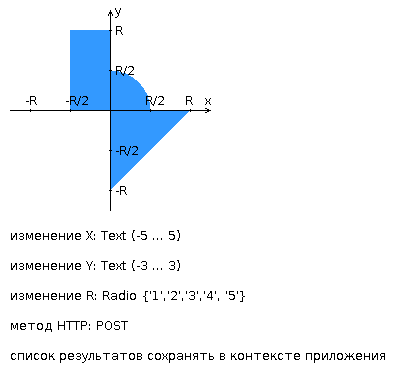 y
R
R/2
-R
-R/2
R/2
R
x
-R/2
-R
изменение X: Text (-5 ... 5)
изменение Y: Text (-3 ... 3)
изменение R: Radio {'1','2','3','4', '5'}
метод HTTP: POST
список результатов сохранять в контексте приложения